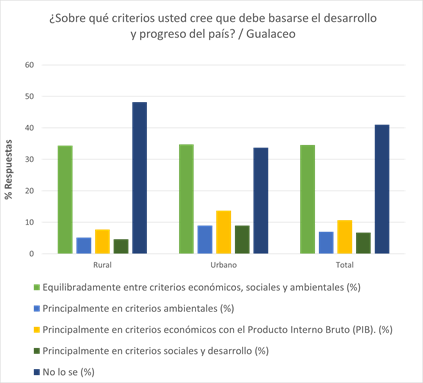 ¿Sobre qué criterios usted cree que debe basarse el desarrollo
y progreso del país? / Gualaceo
60
50
40
30
20
10
0
% Respuestas
Rural
Urbano
Total
Equilibradamente entre criterios económicos, sociales y ambientales (%)
Principalmente en criterios ambientales (%)
Principalmente en criterios económicos con el Producto Interno Bruto (PIB). (%)
Principalmente en criterios sociales y desarrollo (%)
No lo se (%)